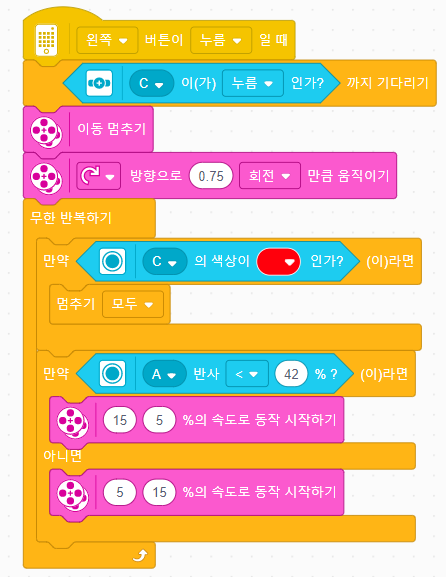 왼쪽 버튼이 누름 일 때
C 이(가) 누름 인가? 까지 기다리기
이동 멈추기
방향으로 0.75 회전 만큼 움직이기
무한 반복하기
만약 C 의 색상이 인가? (이)라면
멈추기 모두
만약 A 반사 < 42 % ? (이)라면
15 5 %의 속도로 동작 시작하기
아니면
5 15 %의 속도로 동작 시작하기